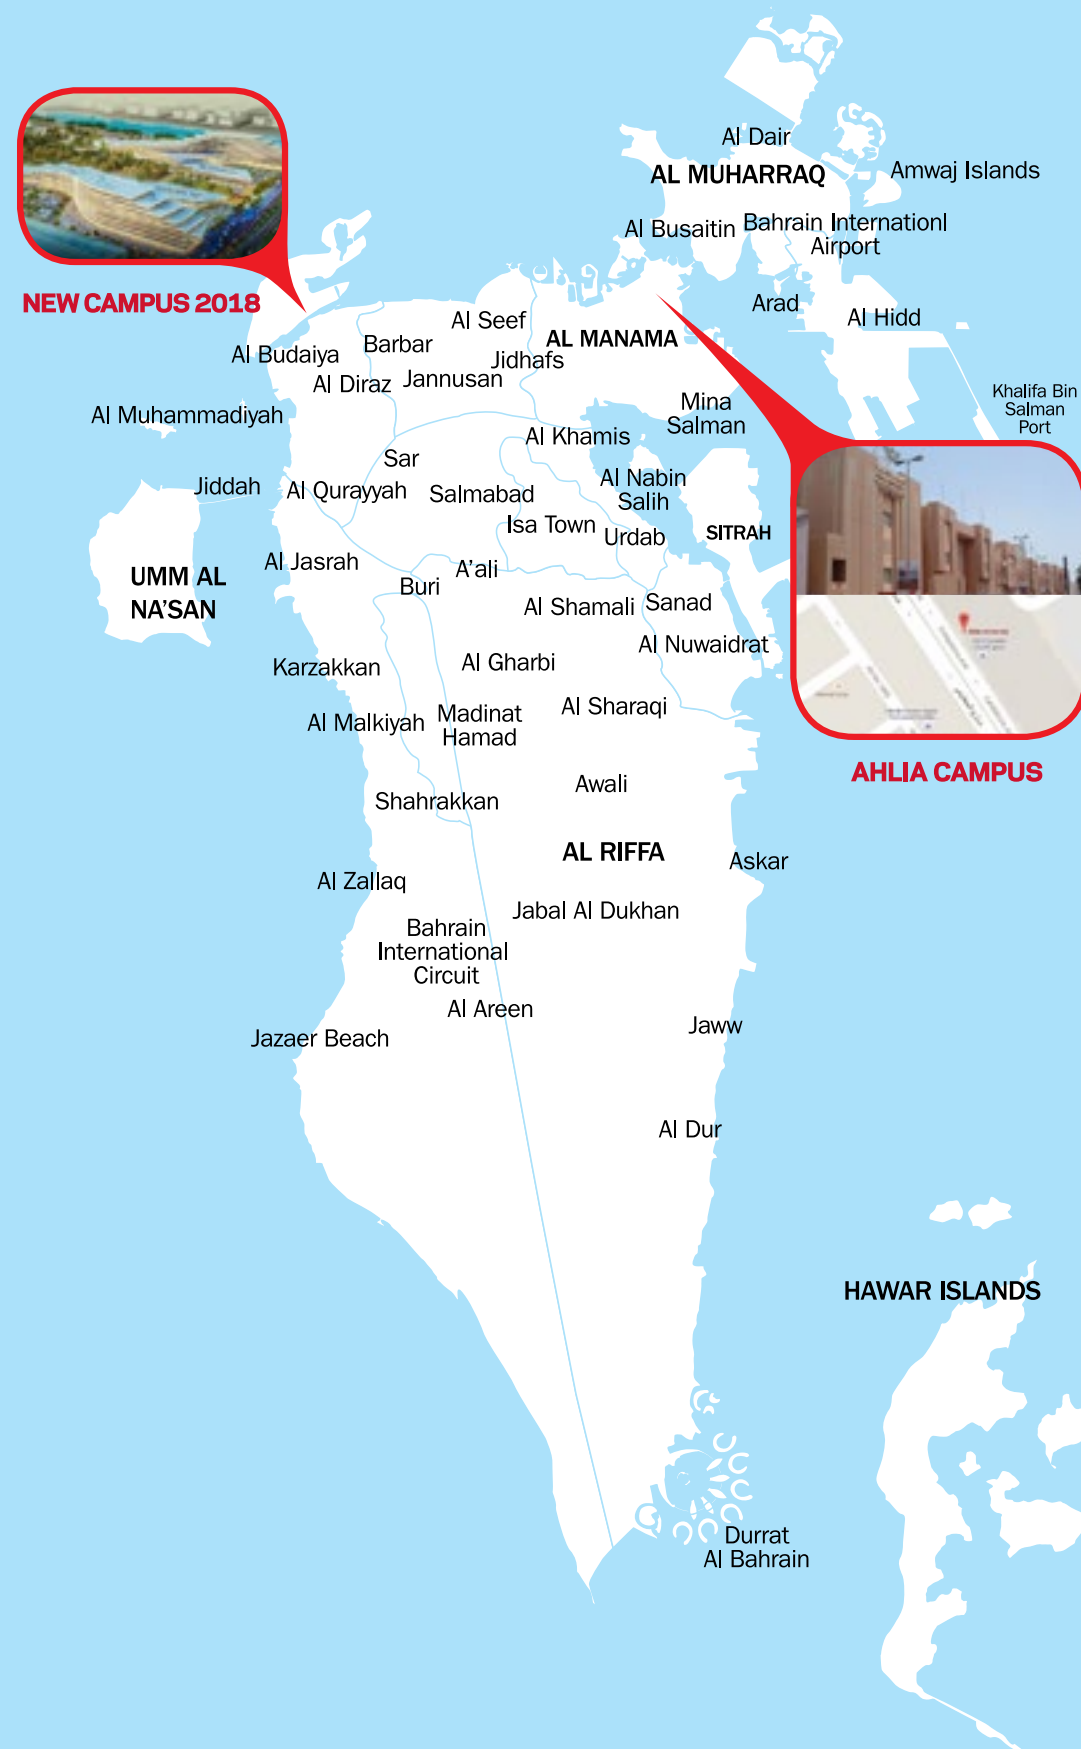 Al Dair
AL MUHARRAQ
Amwaj Islands
Al Busaitin
Bahrain Internationl
Airport
NEW CAMPUS 2018
Arad
Al Hidd
Al Seef
AL MANAMA
Barbar
Al Budaiya
Jidhafs
Al Diraz
Jannusan
Khalifa Bin
Salman
Port
Al Muhammadiyah
Mina
Salman
Al Khamis
Sar
Al Nabin
Salih
Jiddah
Al Qurayyah
Salmabad
Isa Town
Urdab
SITRAH
Al Jasrah
A'ali
UMM AL
NA'SAN
Buri
Al Shamali
Sanad
Al Nuwaidrat
Karzakkan
Al Gharbi
Al Sharaqi
Al Malkiyah
Madinat
Hamad
AHLIA CAMPUS
Awali
Shahrakkan
AL RIFFA
Askar
Al Zallaq
Jabal Al Dukhan
Bahrain
International
Circuit
Al Areen
Jaww
Jazaer Beach
Al Dur
HAWAR ISLANDS
Durrat
Al Bahrain